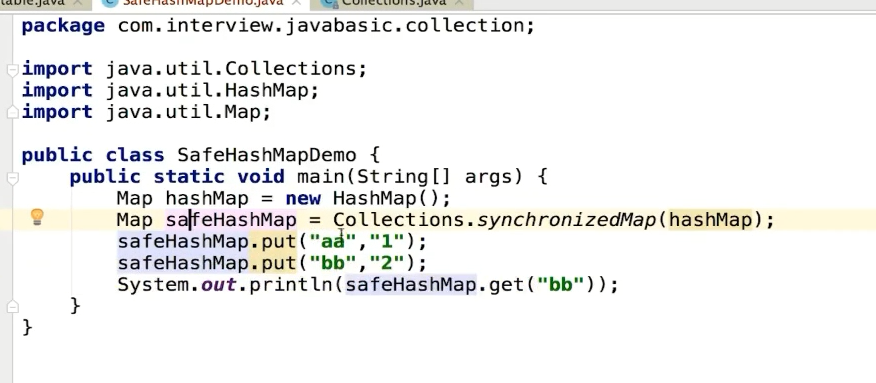 table.java SafeHashMapDemo.java Collections.java
package com.interview.javabasic.collection;
import java.util.Collections;
import java.util.HashMap;
import java.util.Map;
public class SafeHashMapDemo {
public static void main(String[] args) {
Map hashMap = new HashMap();
Map safeHashMap = Collections.synchronizedMap(hashMap);
safeHashMap.put("aa","1");
safeHashMap.put("bb","2");
System.out.println(safeHashMap.get("bb"));
}
}